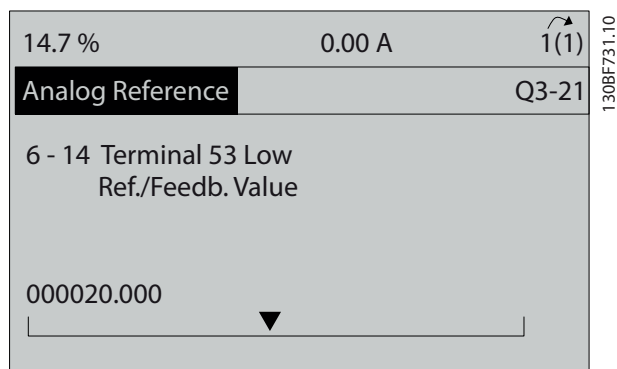 14.7 % 0.00 A 1(1)
Analog Reference Q3-21
6 - 14 Terminal 53 Low
Ref./Feedb. Value
000020.000
130BF731.10